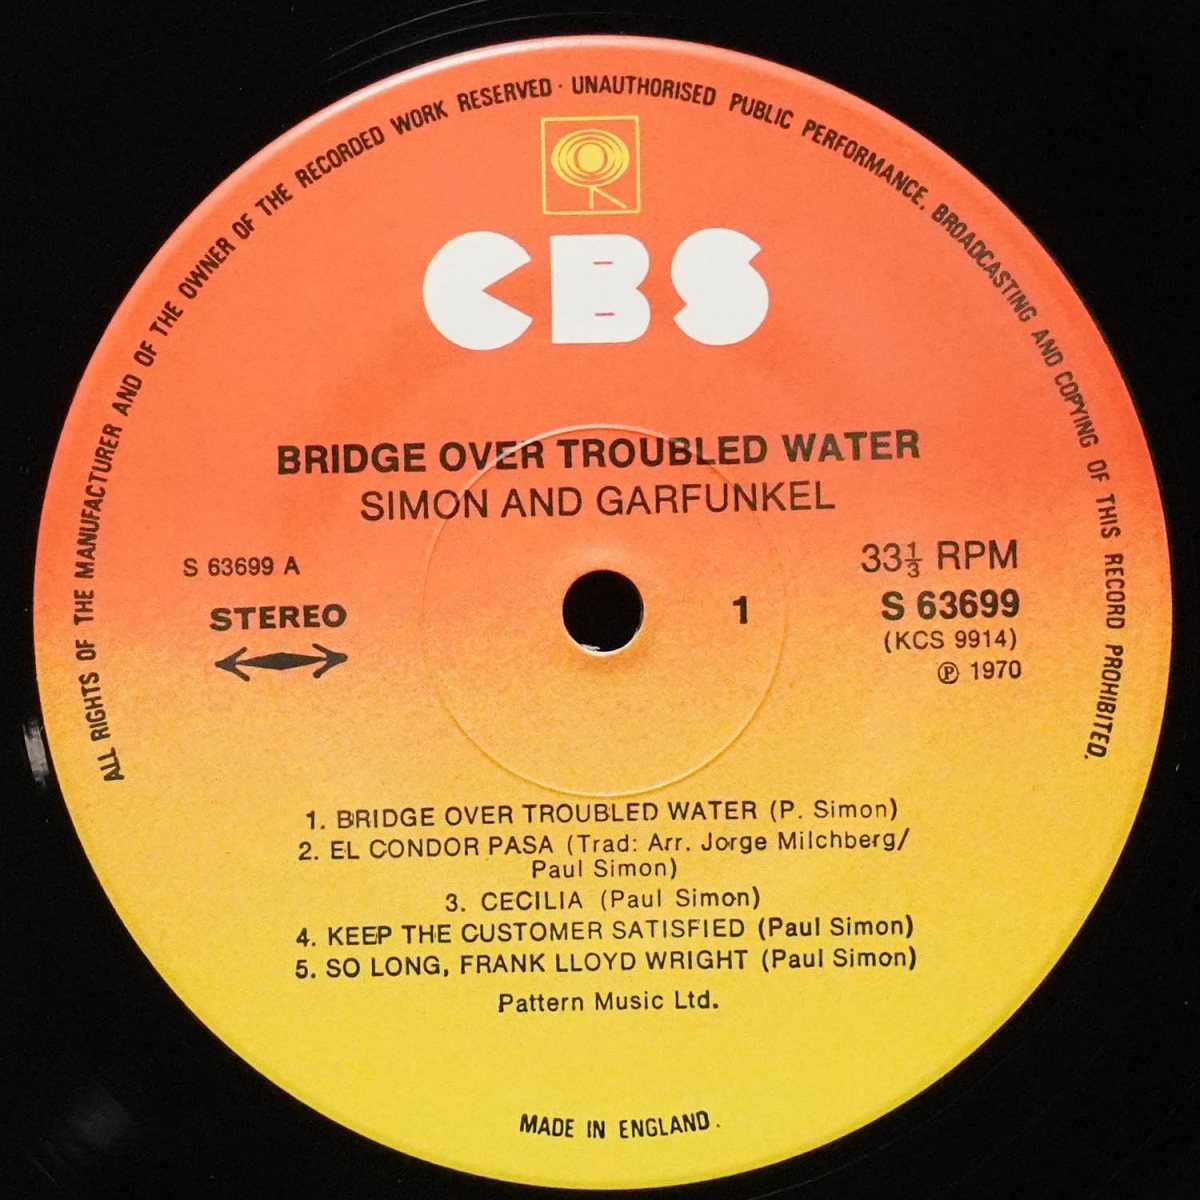 ALL RIGHTS OF THE MANUFACTURER AND OF THE OWNER OF THE RECORDED WORK RESERVED · UNAUTHORISED PUBLIC PERFORMANCE, BROADCASTING AND COPYING OF THIS RECORD PROHIBITED.
CBS
BRIDGE OVER TROUBLED WATER
SIMON AND GARFUNKEL
S 63699 A
STEREO
1
33⅓ RPM
S 63699
(KCS 9914)
℗ 1970
1. BRIDGE OVER TROUBLED WATER (P. Simon)
2. EL CONDOR PASA (Trad: Arr. Jorge Milchberg/
Paul Simon)
3. CECILIA (Paul Simon)
4. KEEP THE CUSTOMER SATISFIED (Paul Simon)
5. SO LONG, FRANK LLOYD WRIGHT (Paul Simon)
Pattern Music Ltd.
MADE IN ENGLAND.